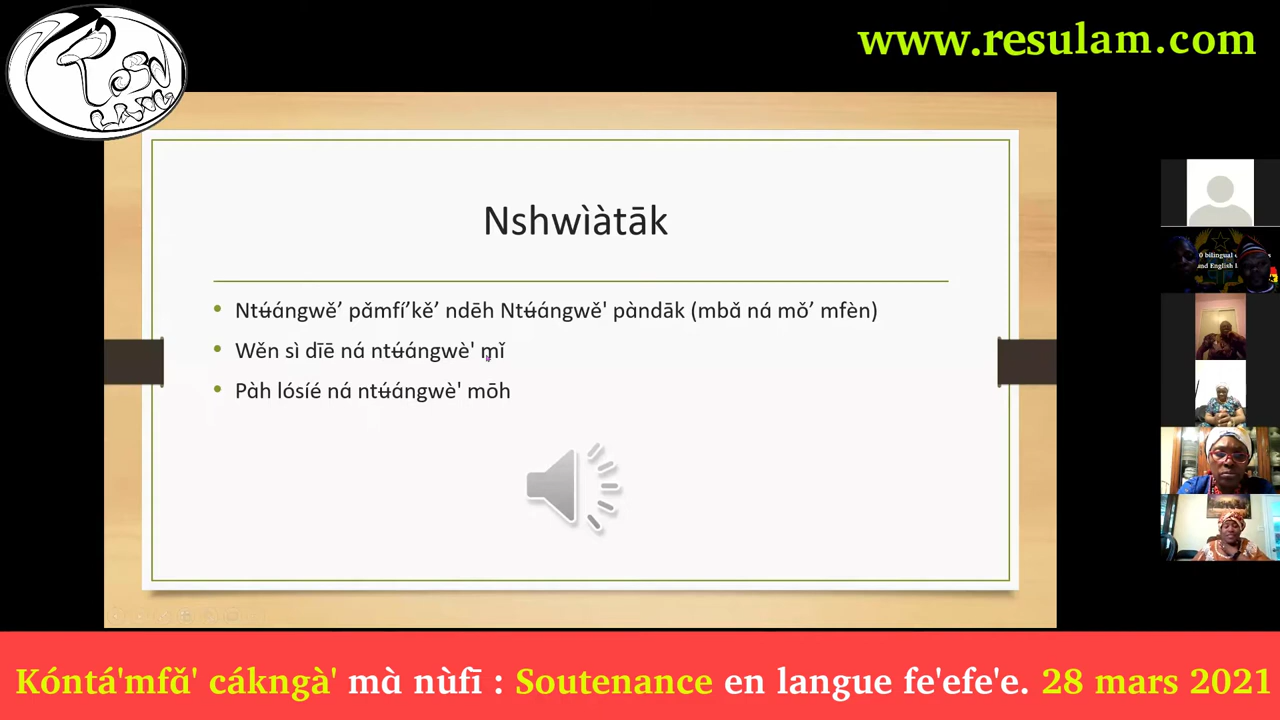 www.resulam.com
Nshwìàtāk
• Ntʉ́ángwě’ pǎmfí’kě’ ndēh Ntʉ́ángwě' pàndāk (mbǎ ná mǒ’ mfèn)
• Wěn sì dīē ná ntʉ́ángwè' mǐ
• Pàh lósíé ná ntʉ́ángwè' mōh
Kóntá'mfǎ' cákngà' mà nùfī : Soutenance en langue fe'efe'e. 28 mars 2021